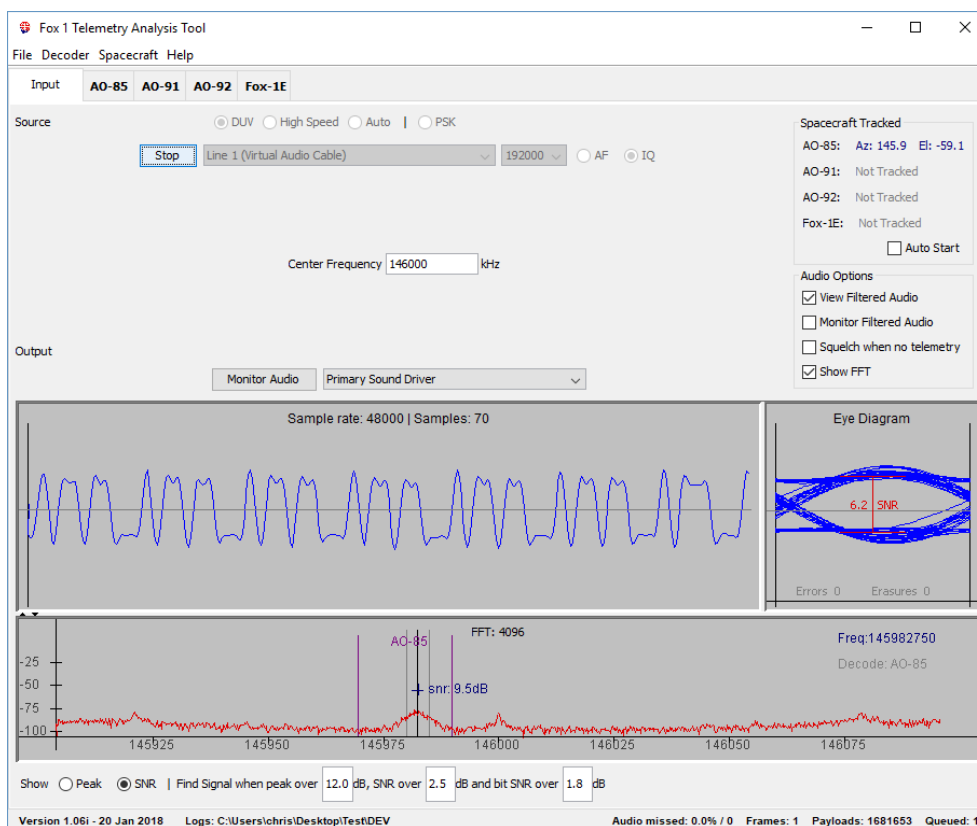 Fox 1 Telemetry Analysis Tool
File Decoder Spacecraft Help
Input AO-85 AO-91 AO-92 Fox-1E
Source DUV High Speed Auto | PSK
Stop Line 1 (Virtual Audio Cable) 192000 AF IQ
Spacecraft Tracked
AO-85: Az: 145.9 El: -59.1
AO-91: Not Tracked
AO-92: Not Tracked
Fox-1E: Not Tracked
Auto Start
Center Frequency 146000 kHz
Audio Options
View Filtered Audio
Monitor Filtered Audio
Squelch when no telemetry
Show FFT
Output
Monitor Audio Primary Sound Driver
Sample rate: 48000 | Samples: 70
Eye Diagram
6.2 SNR
Errors 0 Erasures 0
FFT: 4096
AO-85
Freq:145982750
Decode: AO-85
snr: 9.5dB
-25
-50
-75
-100
145925 145950 145975 146000 146025 146050 146075
Show Peak SNR | Find Signal when peak over 12.0 dB, SNR over 2.5 dB and bit SNR over 1.8 dB
Version 1.06i - 20 Jan 2018 Logs: C:\Users\chris\Desktop\Test\DEV Audio missed: 0.0% / 0 Frames: 1 Payloads: 1681653 Queued: 1